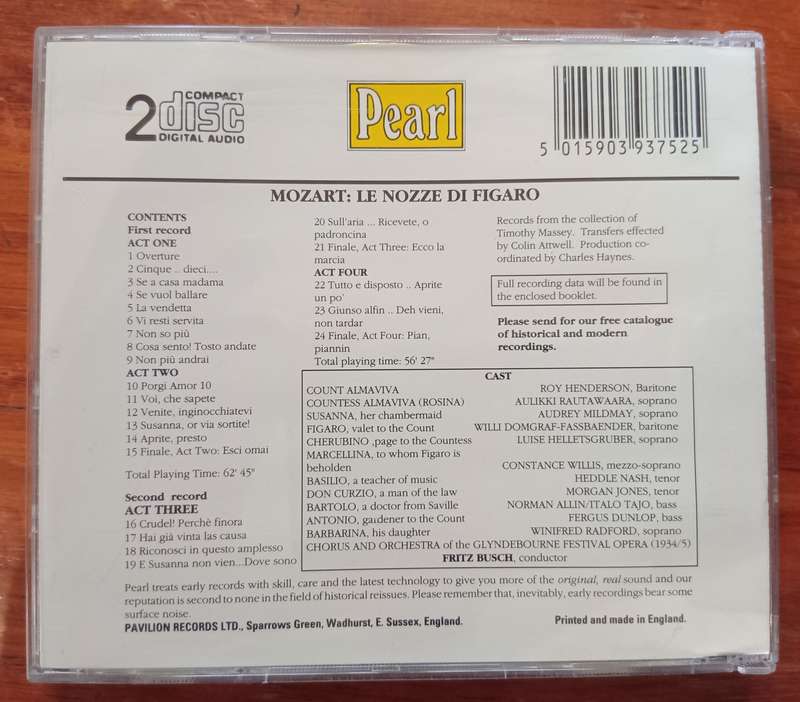 2 COMPACT
disc
DIGITAL AUDIO
Pearl
5 015903 937525
MOZART: LE NOZZE DI FIGARO
CONTENTS
First record
ACT ONE
1 Overture
2 Cinque .. dieci....
3 Se a casa madama
4 Se vuol ballare
5 La vendetta
6 Vi resti servita
7 Non so più
8 Cosa sento! Tosto andate
9 Non più andrai
ACT TWO
10 Porgi Amor 10
11 Voi, che sapete
12 Venite, inginocchiatevi
13 Susanna, or via sortite!
14 Aprite, presto
15 Finale, Act Two: Esci omai
Total Playing Time: 62' 45"
Second record
ACT THREE
16 Crudel! Perchè finora
17 Hai già vinta las causa
18 Riconosci in questo amplesso
19 E Susanna non vien...Dove sono
20 Sull'aria ... Ricevete, o
padroncina
21 Finale, Act Three: Ecco la
marcia
ACT FOUR
22 Tutto e disposto .. Aprite
un po'
23 Giunso alfin .. Deh vieni,
non tardar
24 Finale, Act Four: Pian,
piannin
Total playing time: 56' 27"
Records from the collection of
Timothy Massey. Transfers effected
by Colin Attwell. Production co-
ordinated by Charles Haynes.
Full recording data will be found in
the enclosed booklet.
Please send for our free catalogue
of historical and modern
recordings.
CAST
COUNT ALMAVIVA ROY HENDERSON, Baritone
COUNTESS ALMAVIVA (ROSINA) AULIKKI RAUTAWAARA, soprano
SUSANNA, her chambermaid AUDREY MILDMAY, soprano
FIGARO, valet to the Count WILLI DOMGRAF-FASSBAENDER, baritone
CHERUBINO ,page to the Countess LUISE HELLETSGRUBER, soprano
MARCELLINA, to whom Figaro is
beholden CONSTANCE WILLIS, mezzo-soprano
BASILIO, a teacher of music HEDDLE NASH, tenor
DON CURZIO, a man of the law MORGAN JONES, tenor
BARTOLO, a doctor from Saville NORMAN ALLIN/ITALO TAJO, bass
ANTONIO, gaudener to the Count FERGUS DUNLOP, bass
BARBARINA, his daughter WINIFRED RADFORD, soprano
CHORUS AND ORCHESTRA of the GLYNDEBOURNE FESTIVAL OPERA (1934/5)
FRITZ BUSCH, conductor
Pearl treats early records with skill, care and the latest technology to give you more of the original, real sound and our
reputation is second to none in the field of historical reissues. Please remember that, inevitably, early recordings bear some
surface noise.
PAVILION RECORDS LTD., Sparrows Green, Wadhurst, E. Sussex, England. Printed and made in England.